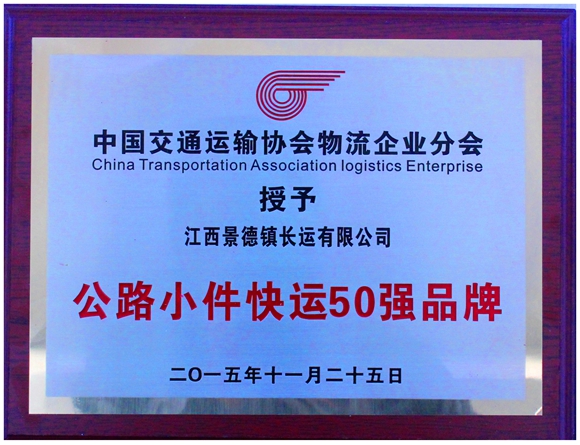 中国交通运输协会物流企业分会
China Transportation Association logistics Enterprise
授予
江西景德镇长运有限公司
公路小件快运50强品牌
二〇一五年十一月二十五日